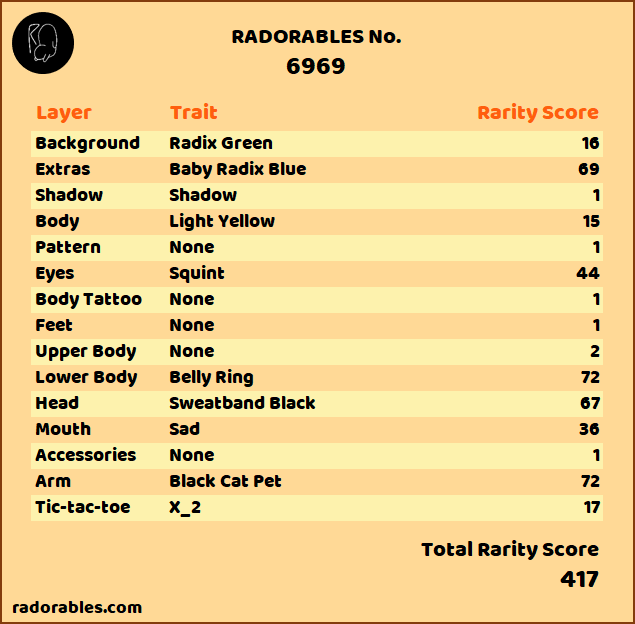 RADORABLES No.
6969
Layer Trait Rarity Score
Background Radix Green 16
Extras Baby Radix Blue 69
Shadow Shadow 1
Body Light Yellow 15
Pattern None 1
Eyes Squint 44
Body Tattoo None 1
Feet None 1
Upper Body None 2
Lower Body Belly Ring 72
Head Sweatband Black 67
Mouth Sad 36
Accessories None 1
Arm Black Cat Pet 72
Tic-tac-toe X_2 17
Total Rarity Score
417
radorables.com